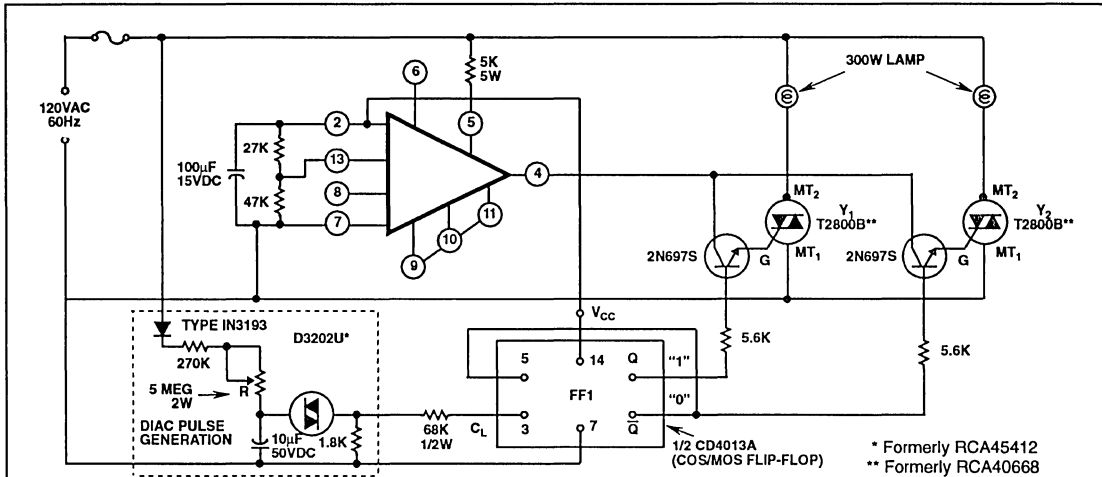 120VAC
60Hz
5K
5W
6
2
5
13
8
7
4
9
10
11
27K
47K
100μF
15VDC
300W LAMP
MT2
Y1
T2800B**
MT1
G
2N697S
MT2
Y2
T2800B**
MT1
G
2N697S
5.6K
5.6K
TYPE IN3193
D3202U*
270K
5 MEG
2W
R
DIAC PULSE
GENERATION
10μF
50VDC
1.8K
68K
1/2W
VCC
5
14
Q
"1"
FF1
"0"
CL
3
7
Q̅
1/2 CD4013A
(COS/MOS FLIP-FLOP)
* Formerly RCA45412
** Formerly RCA40668